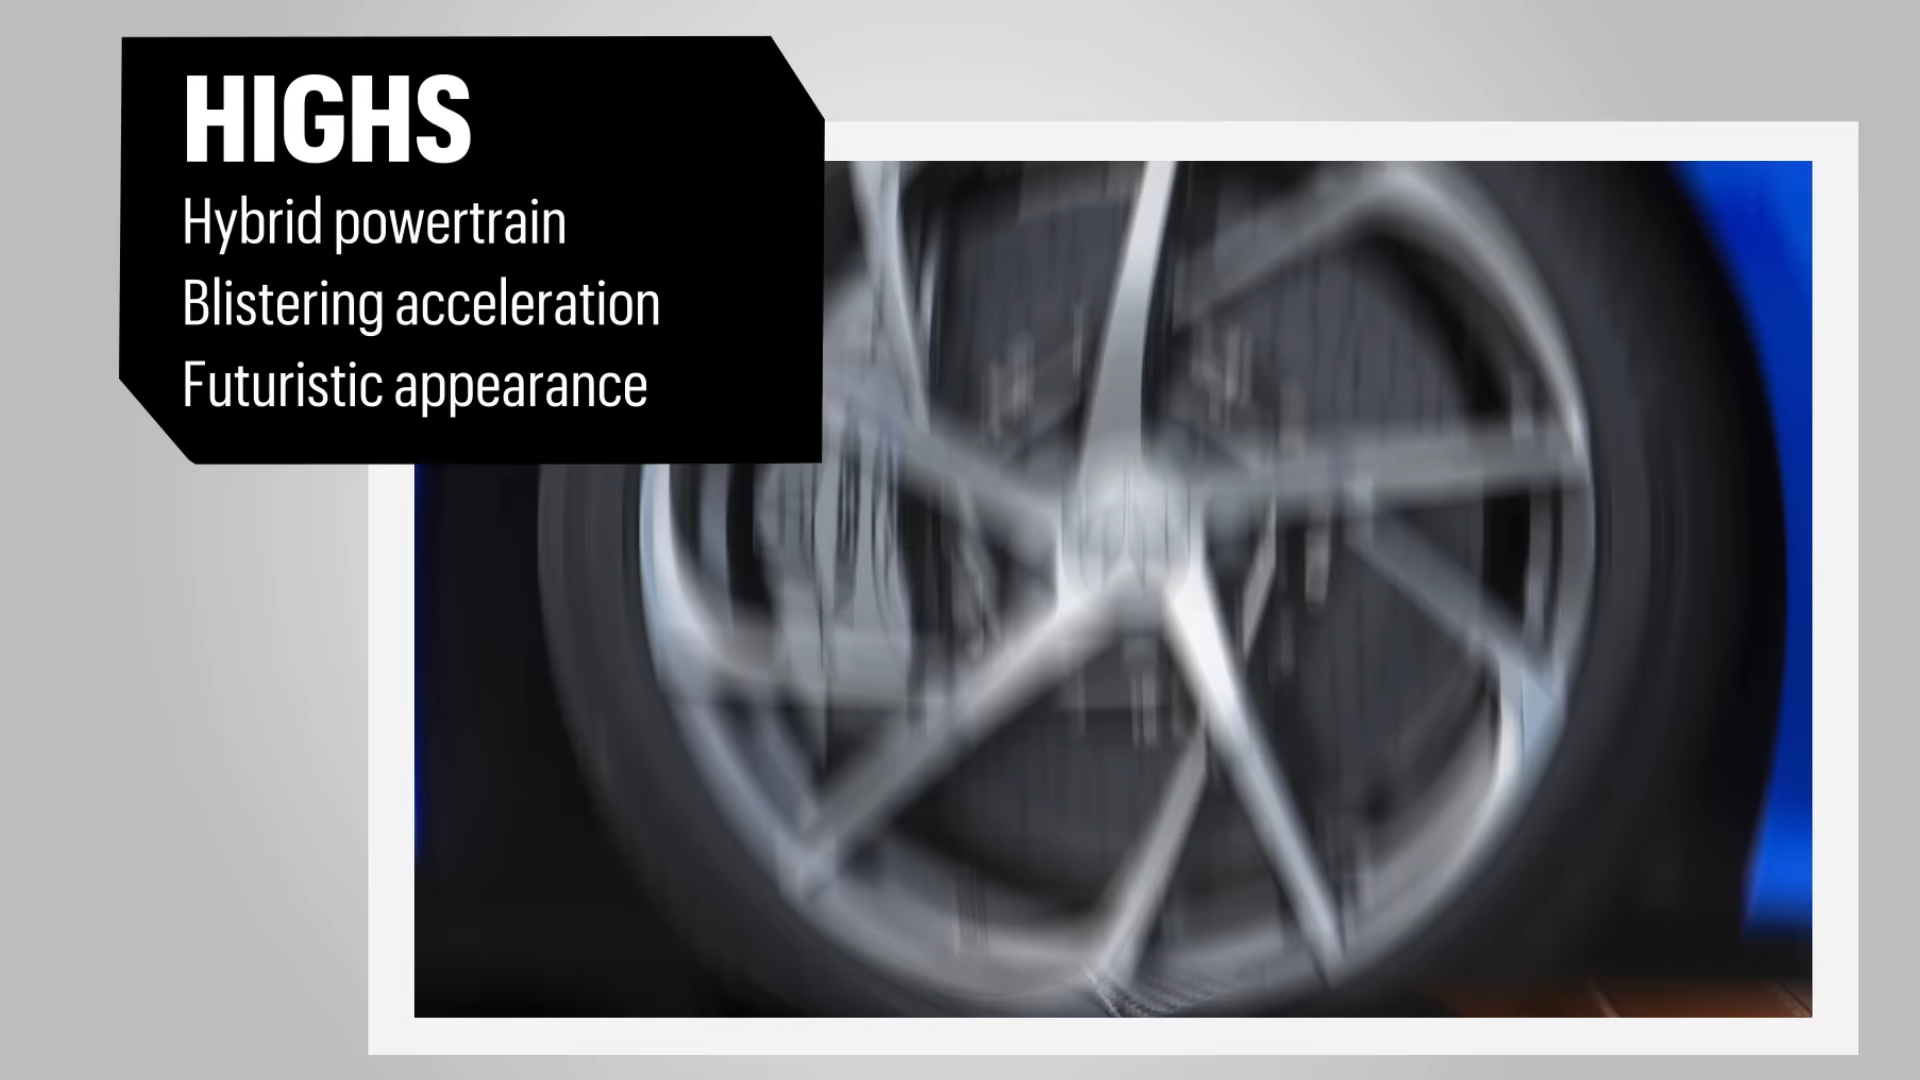 HIGHS
Hybrid powertrain
Blistering acceleration
Futuristic appearance